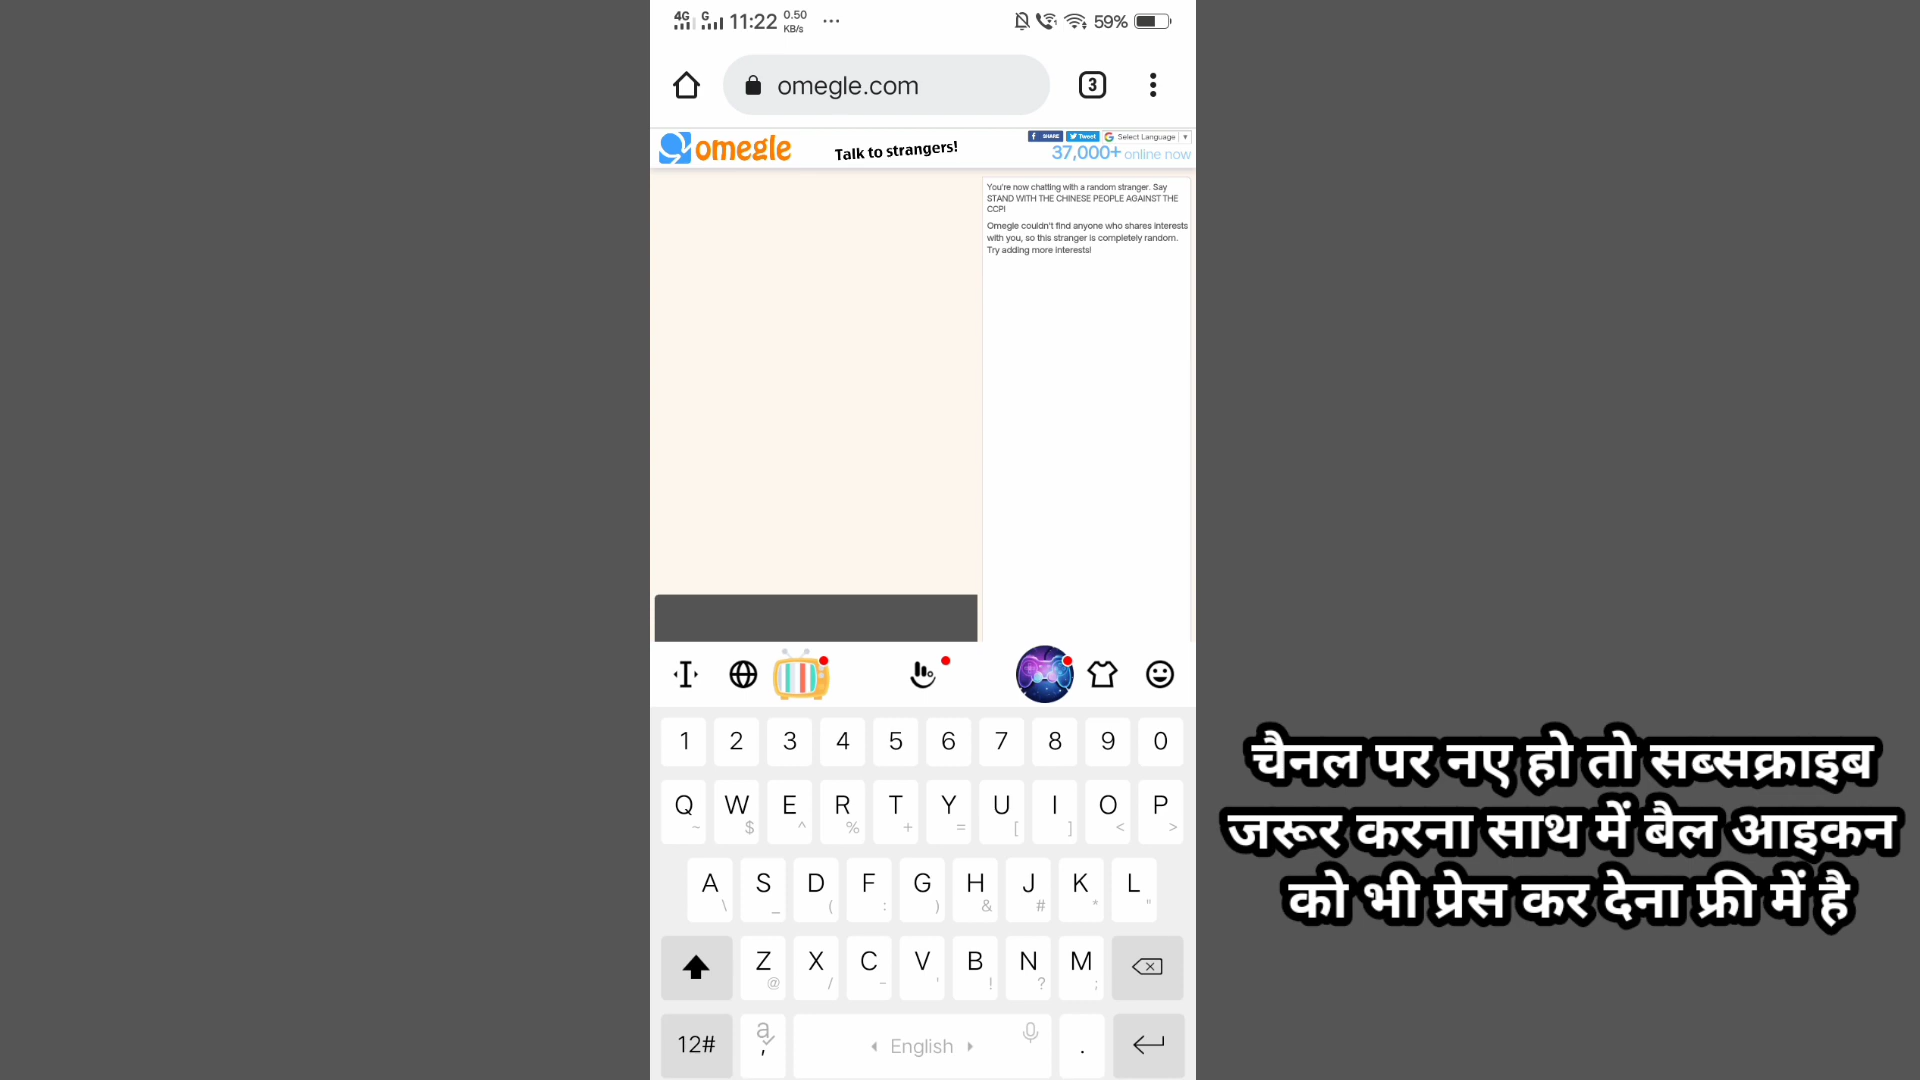 4G G 11:22 0.50 KB/s ... 59%
omegle.com 3
omegle Talk to strangers! SHARE Tweet Select Language
37,000+ online now
You're now chatting with a random stranger. Say
STAND WITH THE CHINESE PEOPLE AGAINST THE
CCP!
Omegle couldn't find anyone who shares interests
with you, so this stranger is completely random.
Try adding more interests!
1 2 3 4 5 6 7 8 9 0
Q W E R T Y U I O P
~ $ ^ % + = [ ] < >
A S D F G H J K L
\ _ ( : ) & # * "
Z X C V B N M
@ / - ' ! ? ;
12# a , English .
चैनल पर नए हो तो सब्सक्राइब
जरूर करना साथ में बैल आइकन
को भी प्रेस कर देना फ्री में है